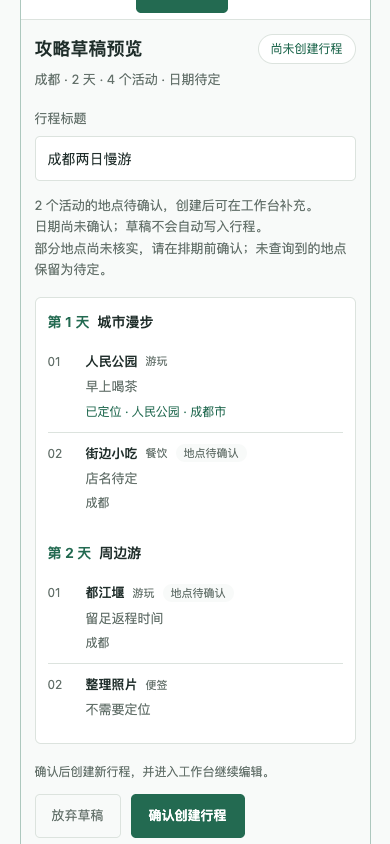 攻略草稿预览
尚未创建行程
成都 · 2 天 · 4 个活动 · 日期待定
行程标题
成都两日慢游
2 个活动的地点待确认，创建后可在工作台补充。
日期尚未确认；草稿不会自动写入行程。
部分地点尚未核实，请在排期前确认；未查询到的地点
保留为待定。
第 1 天 城市漫步
01 人民公园 游玩
早上喝茶
已定位 · 人民公园 · 成都市
02 街边小吃 餐饮 地点待确认
店名待定
成都
第 2 天 周边游
01 都江堰 游玩 地点待确认
留足返程时间
成都
02 整理照片 便签
不需要定位
确认后创建新行程，并进入工作台继续编辑。
放弃草稿 确认创建行程